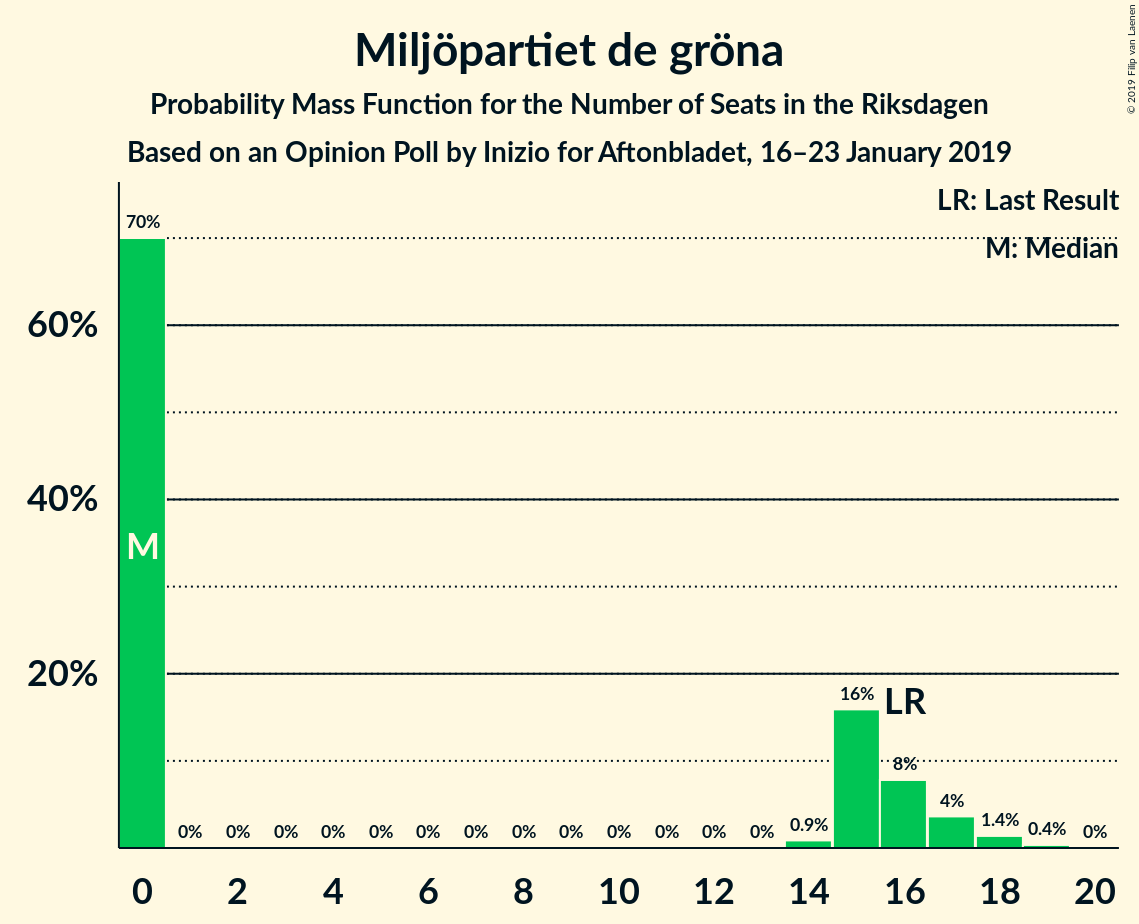 Miljöpartiet de gröna
Probability Mass Function for the Number of Seats in the Riksdagen
Based on an Opinion Poll by Inizio for Aftonbladet, 16–23 January 2019
© 2019 Filip van Laenen
LR: Last Result
M: Median
60%
40%
20%
70%
M
0%
0%
0%
0%
0%
0%
0%
0%
0%
0%
0%
0%
0%
0.9%
16%
LR
8%
4%
1.4%
0.4%
0%
0 2 4 6 8 10 12 14 16 18 20